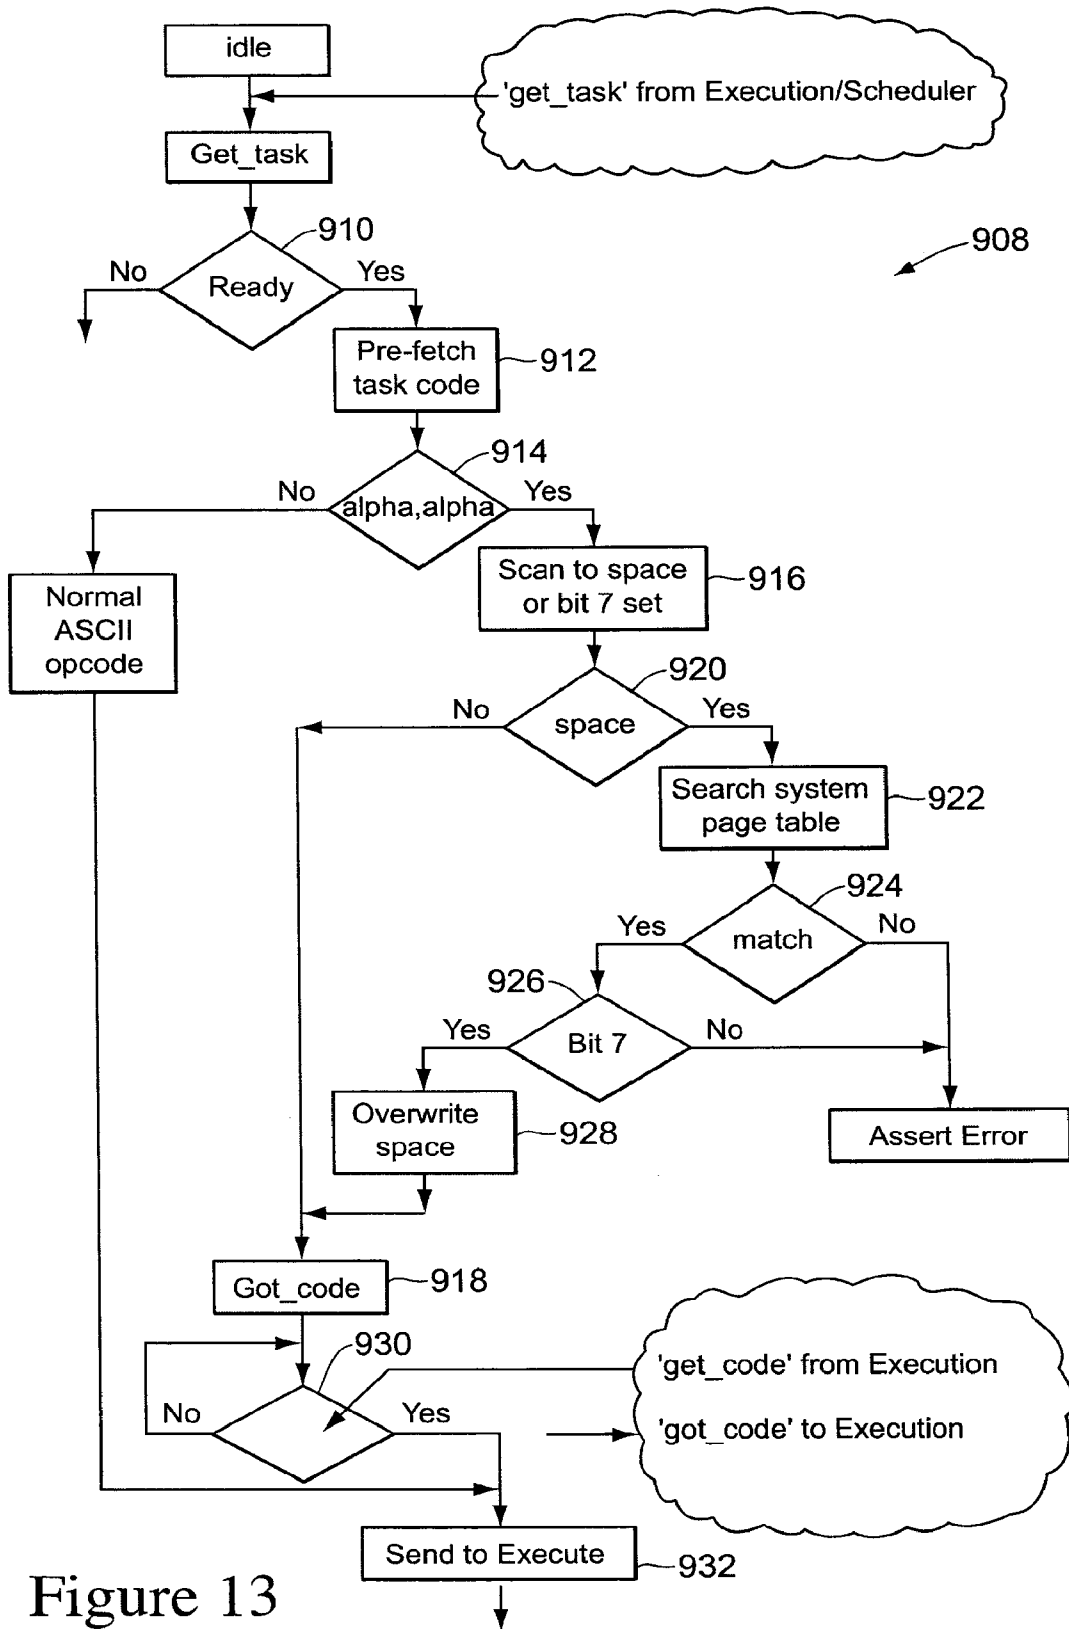 idle
'get_task' from Execution/Scheduler
Get_task
910
908
No
Yes
Ready
Pre-fetch
task code
912
914
No
Yes
alpha,alpha
Normal
ASCII
opcode
Scan to space
or bit 7 set
916
920
No
Yes
space
Search system
page table
922
924
Yes
No
match
926
Yes
No
Bit 7
Overwrite
space
928
Assert Error
Got_code
918
930
'get_code' from Execution
No
Yes
'got_code' to Execution
Send to Execute
932
Figure 13